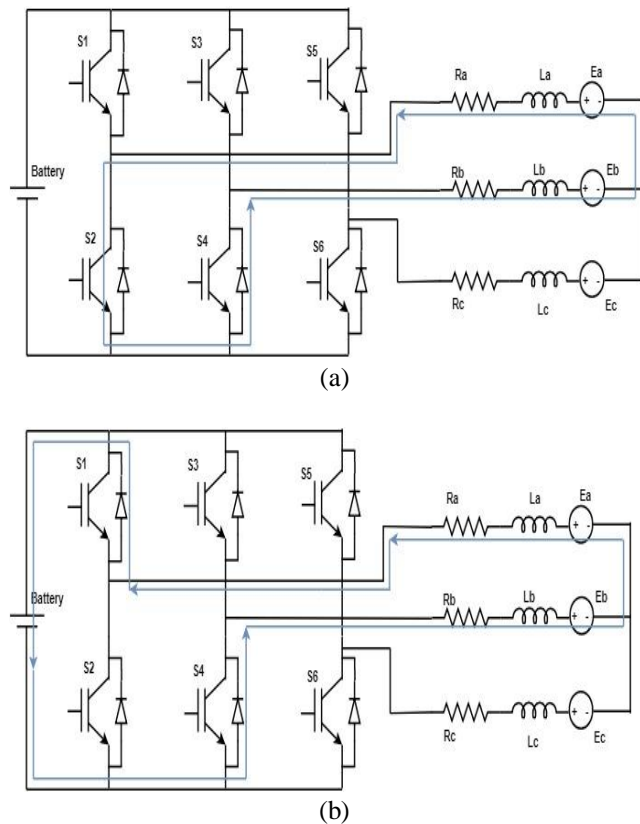 S1
S3
S5
Ra
La
Ea
+ -
Battery
Rb
Lb
Eb
+ -
S2
S4
S6
+ -
Rc
Lc
Ec
(a)
S1
S3
S5
Ra
La
Ea
+ -
Battery
Rb
Lb
Eb
+ -
S2
S4
S6
+ -
Rc
Lc
Ec
(b)